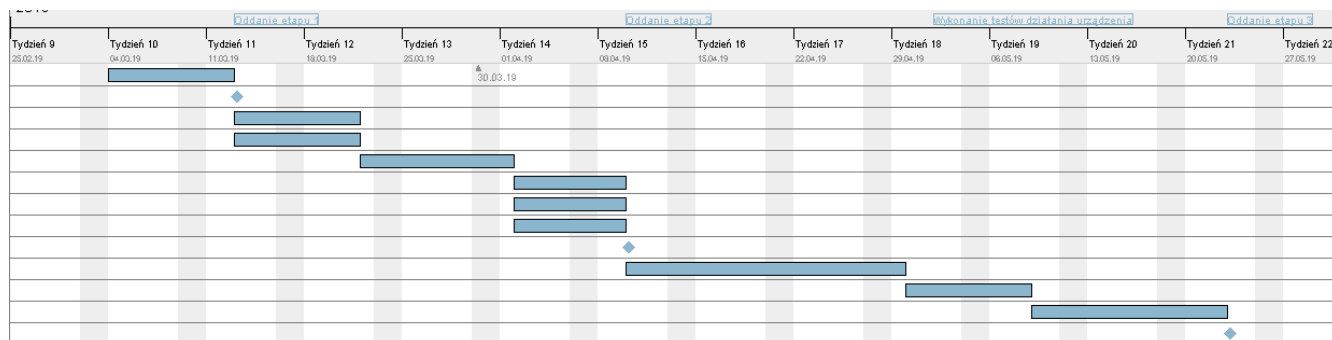 2019
Oddanie etapu 1 Oddanie etapu 2 Wykonanie testów działania urządzenia Oddanie etapu 3
Tydzień 9 Tydzień 10 Tydzień 11 Tydzień 12 Tydzień 13 Tydzień 14 Tydzień 15 Tydzień 16 Tydzień 17 Tydzień 18 Tydzień 19 Tydzień 20 Tydzień 21 Tydzień 22
25.02.19 04.03.19 11.03.19 18.03.19 25.03.19 01.04.19 08.04.19 15.04.19 22.04.19 29.04.19 06.05.19 13.05.19 20.05.19 27.05.19
30.03.19